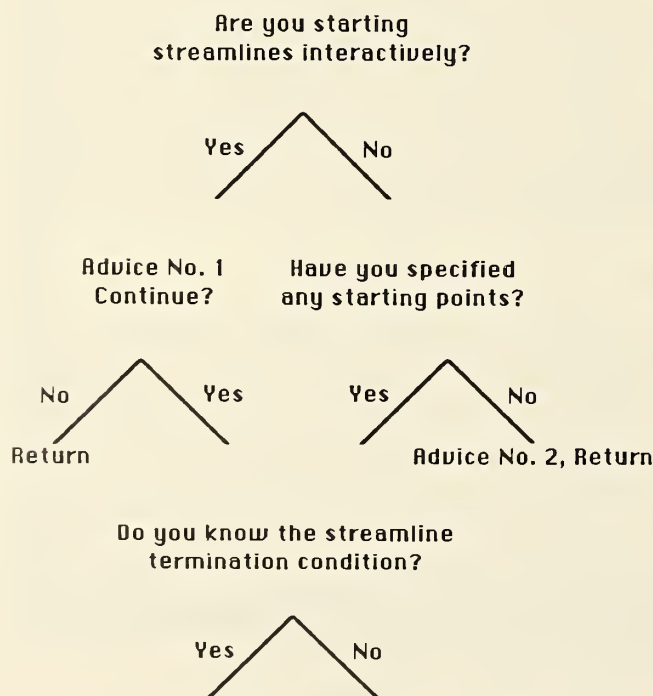 Are you starting
streamlines interactively?
Yes
No
Advice No. 1
Continue?
Have you specified
any starting points?
No
Yes
Yes
No
Return
Advice No. 2, Return
Do you know the streamline
termination condition?
Yes
No